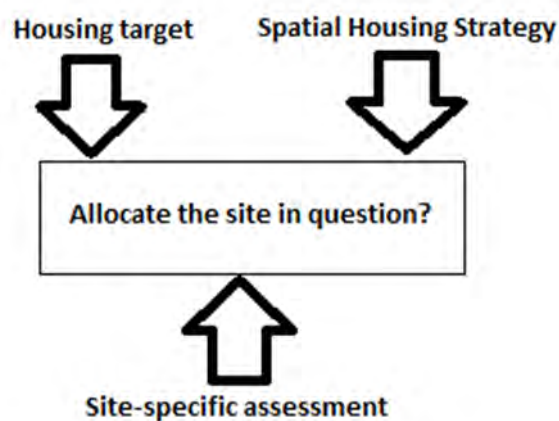 Housing target
Spatial Housing Strategy
Allocate the site in question?
Site-specific assessment